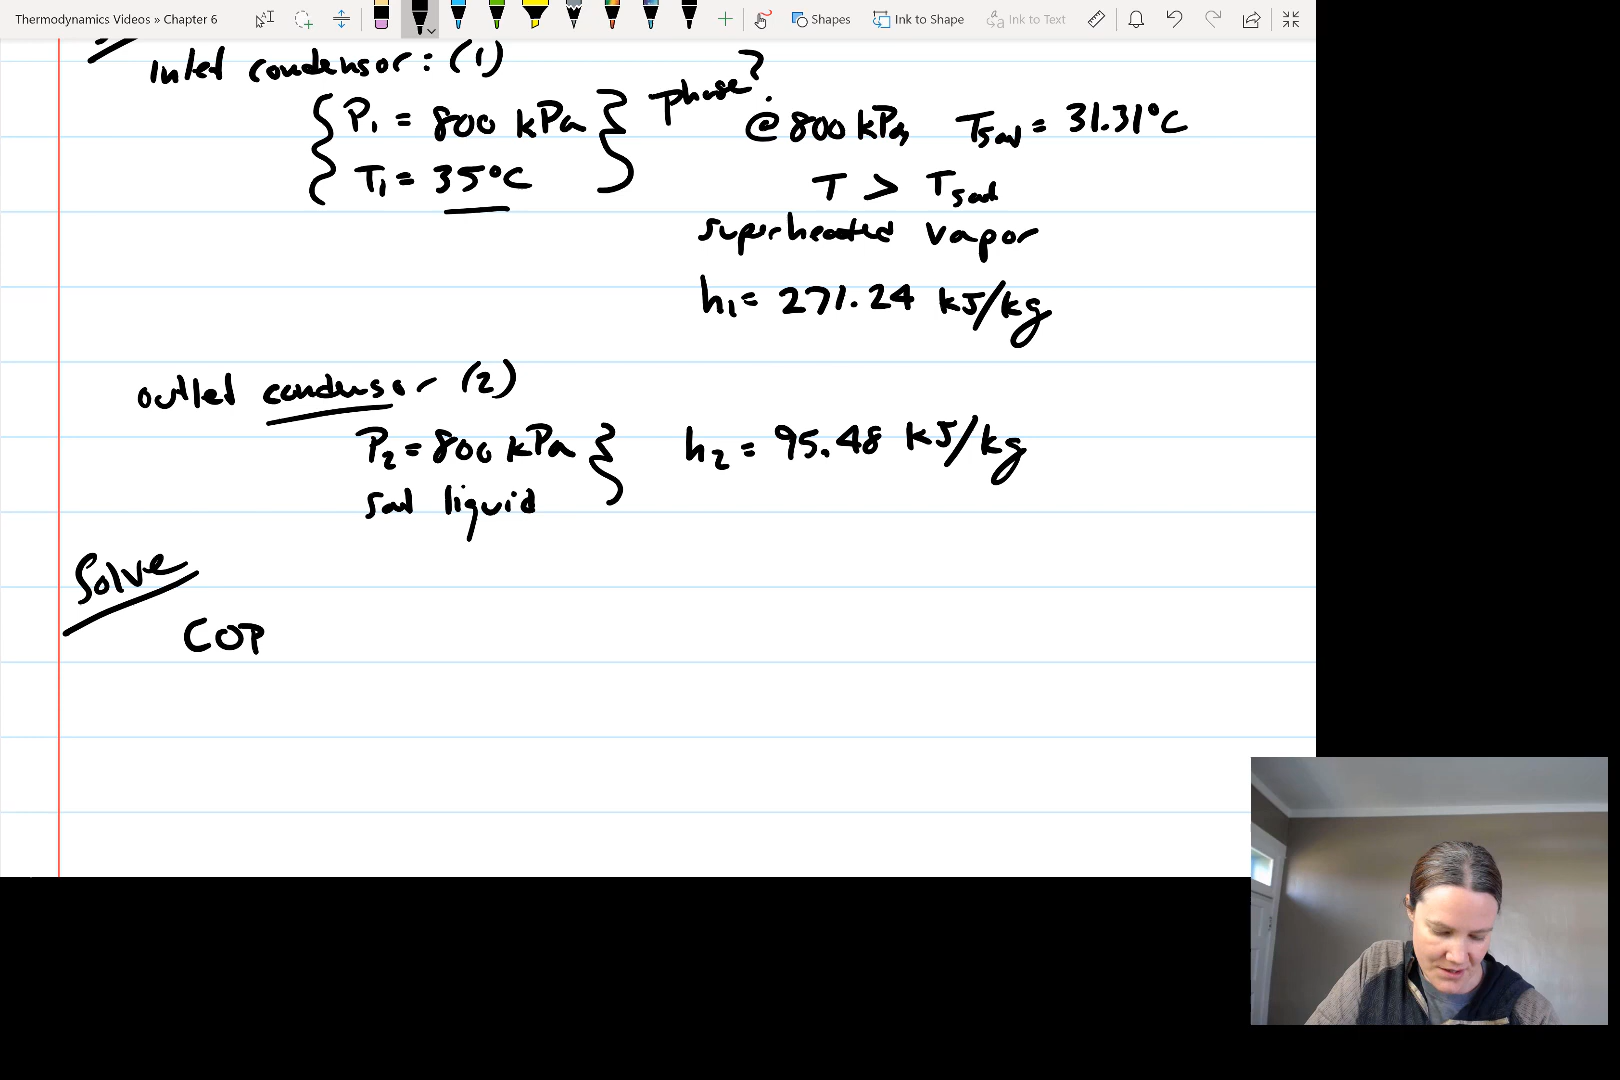 Thermodynamics Videos » Chapter 6
Shapes
Ink to Shape
Ink to Text
Inlet condensor: (1)
P1 = 800 kPa
phase?
@ 800 kPa, Tsat = 31.31°C
T1 = 35°C
T > Tsat
superheated vapor
h1 = 271.24 kJ/kg
outlet condensor (2)
P2 = 800 kPa
h2 = 95.48 kJ/kg
sat liquid
Solve
COP